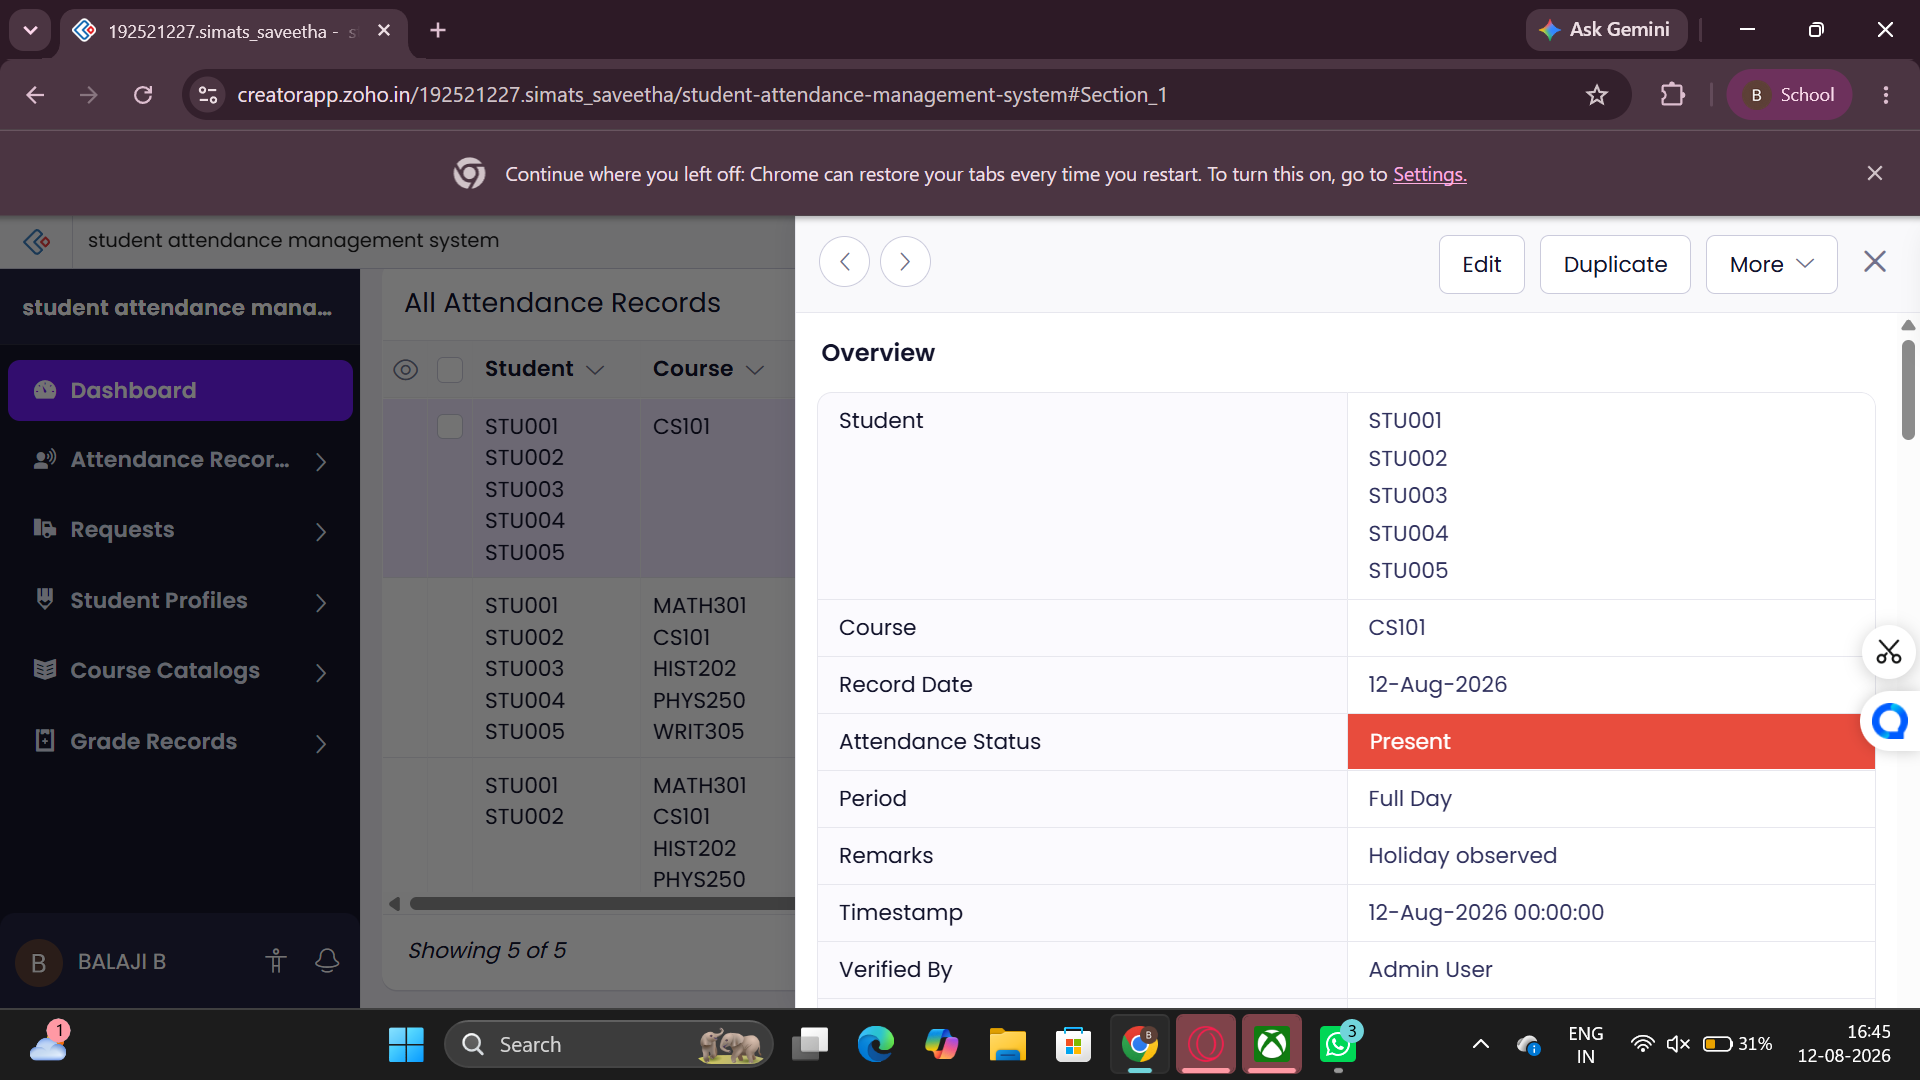 192521227.simats_saveetha - s
Ask Gemini
creatorapp.zoho.in/192521227.simats_saveetha/student-attendance-management-system#Section_1
B School
Continue where you left off: Chrome can restore your tabs every time you restart. To turn this on, go to Settings.
student attendance management system
student attendance mana...
Dashboard
Attendance Recor...
Requests
Student Profiles
Course Catalogs
Grade Records
B BALAJI B
All Attendance Records
Student Course
STU001 CS101
STU002
STU003
STU004
STU005
STU001 MATH301
STU002 CS101
STU003 HIST202
STU004 PHYS250
STU005 WRIT305
STU001 MATH301
STU002 CS101
HIST202
PHYS250
Showing 5 of 5
Edit Duplicate More
Overview
Student STU001
STU002
STU003
STU004
STU005
Course CS101
Record Date 12-Aug-2026
Attendance Status Present
Period Full Day
Remarks Holiday observed
Timestamp 12-Aug-2026 00:00:00
Verified By Admin User
1
Search
B
3
ENG
IN
31%
16:45
12-08-2026